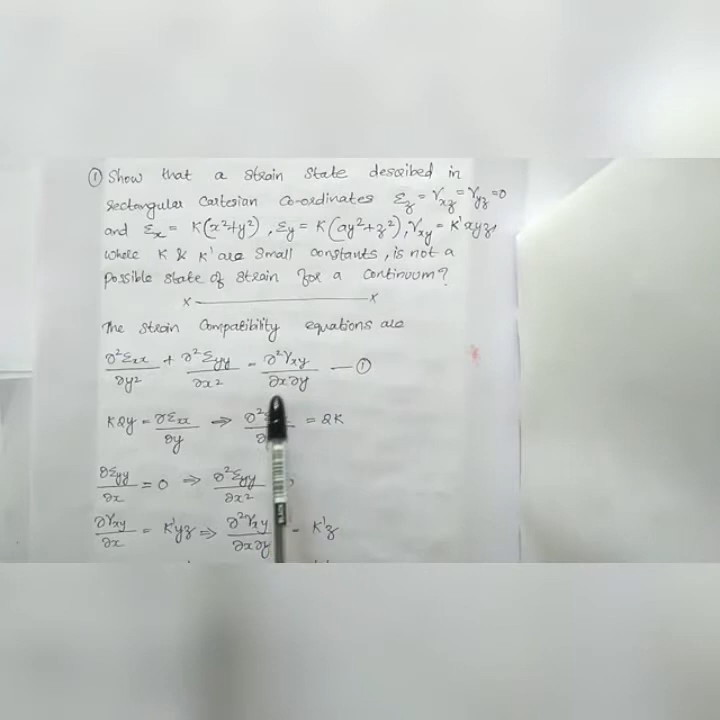 ① Show that a strain state described in
rectangular Cartesian co-ordinates εz = γxz = γyz = 0
and εx = K(x²+y²), εy = K(ay²+z²), γxy = K'xyz,
where K & K' are small constants, is not a
possible state of strain for a continuum?
x ———— x
The strain Compatibility equations are
∂²εxx/∂y² + ∂²εyy/∂x² = ∂²γxy/∂x∂y — ①
K2y = ∂εxx/∂y ⇒ = 2K
∂εyy/∂x = 0 ⇒ ∂²εyy/∂x²
∂γxy/∂x = K'yz ⇒ ∂²γxy/∂x∂y = K'z